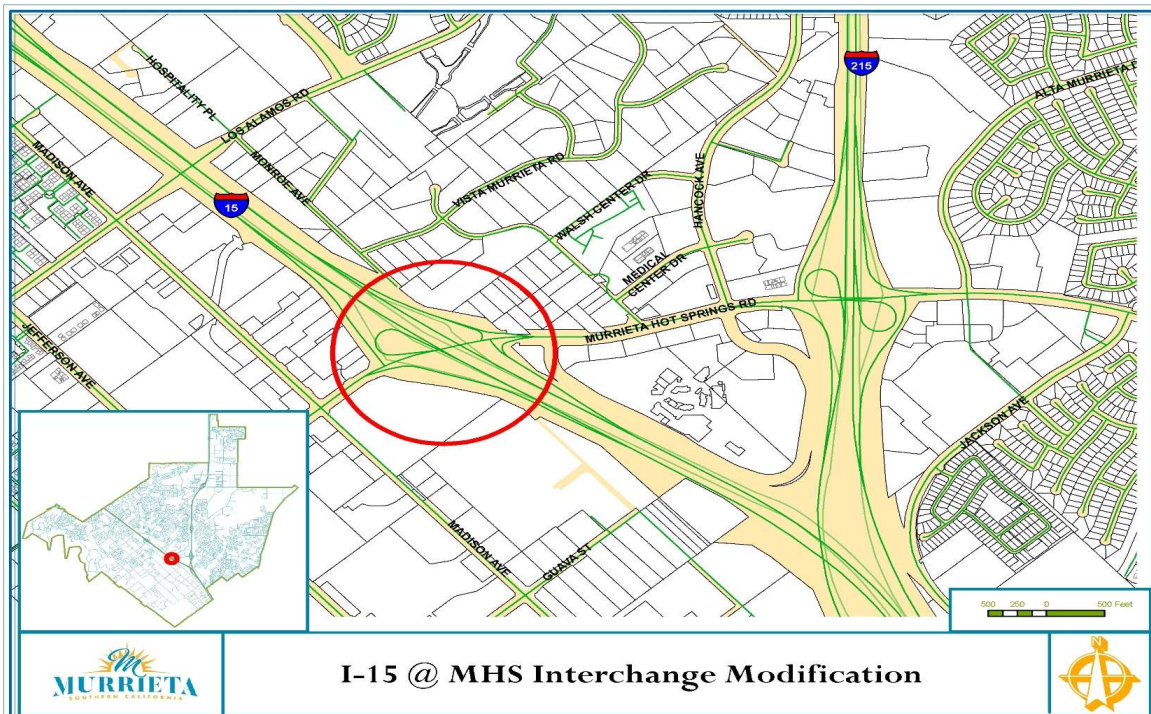 215
HOSPITALITY PL
LOS ALAMOS RD
ALTA MURRIETA
MADISON AVE
MONROE AVE
VISTA MURRIETA RD
WALSH CENTER DR
HANCOCK AVE
15
MEDICAL
CENTER DR
MURRIETA HOT SPRINGS RD
JEFFERSON AVE
JACKSON AVE
MADISON AVE
GUAVA ST
500 250 0 500 Feet
M
MURRIETA
SOUTHERN CALIFORNIA
I-15 @ MHS Interchange Modification
N